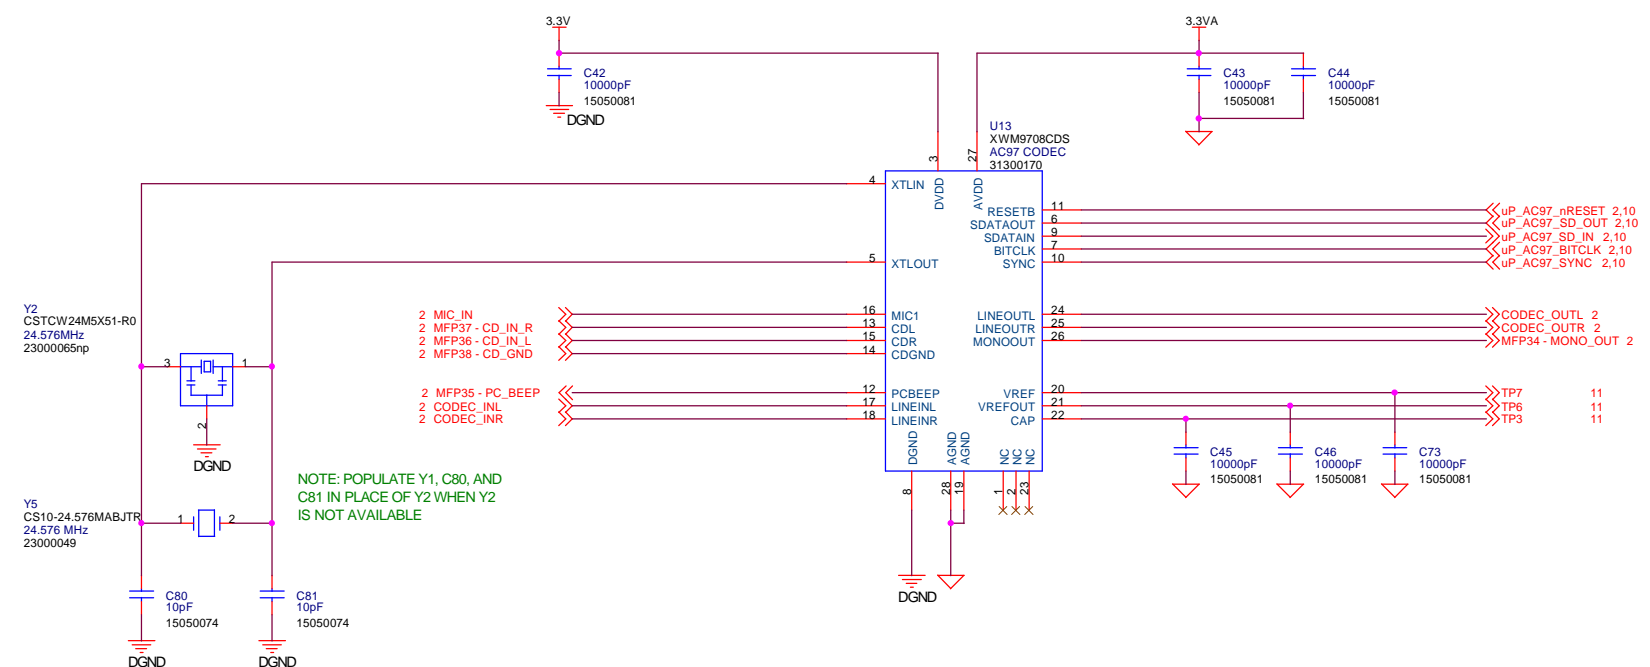 3.3V
C42
10000pF
15050081
DGND
3.3VA
C43
10000pF
15050081
C44
10000pF
15050081
U13
XWM9708CDS
AC97 CODEC
31300170
3
27
DVDD
AVDD
4
XTLIN
5
XTLOUT
RESETB
11
uP_AC97_nRESET 2,10
SDATAOUT
6
uP_AC97_SD_OUT 2,10
SDATAIN
9
uP_AC97_SD_IN 2,10
BITCLK
7
uP_AC97_BITCLK 2,10
SYNC
10
uP_AC97_SYNC 2,10
2 MIC_IN
16
MIC1
2 MFP37 - CD_IN_R
13
CDL
2 MFP36 - CD_IN_L
15
CDR
2 MFP38 - CD_GND
14
CDGND
LINEOUTL
24
CODEC_OUTL 2
LINEOUTR
25
CODEC_OUTR 2
MONOOUT
26
MFP34 - MONO_OUT 2
2 MFP35 - PC_BEEP
12
PCBEEP
2 CODEC_INL
17
LINEINL
2 CODEC_INR
18
LINEINR
VREF
20
TP7 11
VREFOUT
21
TP6 11
CAP
22
TP3 11
DGND
AGND
AGND
NC
NC
NC
8
28
19
1
2
23
DGND
C45
10000pF
15050081
C46
10000pF
15050081
C73
10000pF
15050081
Y2
CSTCW24M5X51-R0
24.576MHz
23000065np
3
1
2
DGND
NOTE: POPULATE Y1, C80, AND
C81 IN PLACE OF Y2 WHEN Y2
IS NOT AVAILABLE
Y5
CS10-24.576MABJTR
24.576 MHz
23000049
1
2
C80
10pF
15050074
DGND
C81
10pF
15050074
DGND